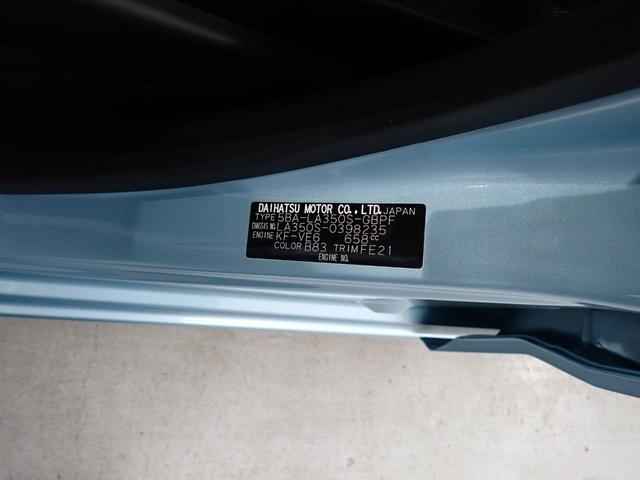 DAIHATSU MOTOR CO.,LTD. JAPAN
TYPE 5BA-LA350S-GBPF
CHASSIS NO. LA350S-0398235
ENGINE KF-VE6 658cc
COLOR B83 TRIM FE21
ENGINE NO.